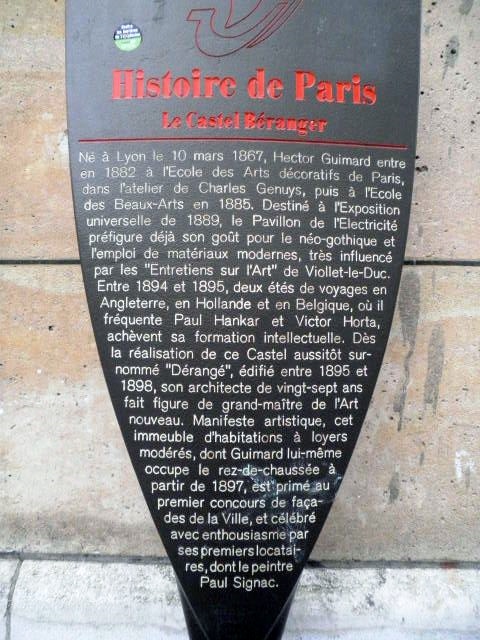 Histoire de Paris
Le Castel Béranger
Né à Lyon le 10 mars 1867, Hector Guimard entre
en 1882 à l'Ecole des Arts décoratifs de Paris,
dans l'atelier de Charles Genuys, puis à l'Ecole
des Beaux-Arts en 1885. Destiné à l'Exposition
universelle de 1889, le Pavillon de l'Electricité
préfigure déjà son goût pour le néo-gothique et
l'emploi de matériaux modernes, très influencé
par les "Entretiens sur l'Art" de Viollet-le-Duc.
Entre 1894 et 1895, deux étés de voyages en
Angleterre, en Hollande et en Belgique, où il
fréquente Paul Hankar et Victor Horta,
achèvent sa formation intellectuelle. Dès
la réalisation de ce Castel aussitôt sur-
nommé "Dérangé", édifié entre 1895 et
1898, son architecte de vingt-sept ans
fait figure de grand-maître de l'Art
nouveau. Manifeste artistique, cet
immeuble d'habitations à loyers
modérés, dont Guimard lui-même
occupe le rez-de-chaussée à
partir de 1897, est primé au
premier concours de faça-
des de la Ville, et célébré
avec enthousiasme par
ses premiers locatai-
res, dont le peintre
Paul Signac.